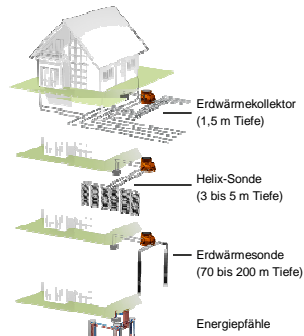 Erdwärmekollektor
(1,5 m Tiefe)
Helix-Sonde
(3 bis 5 m Tiefe)
Erdwärmesonde
(70 bis 200 m Tiefe)
Energiepfähle